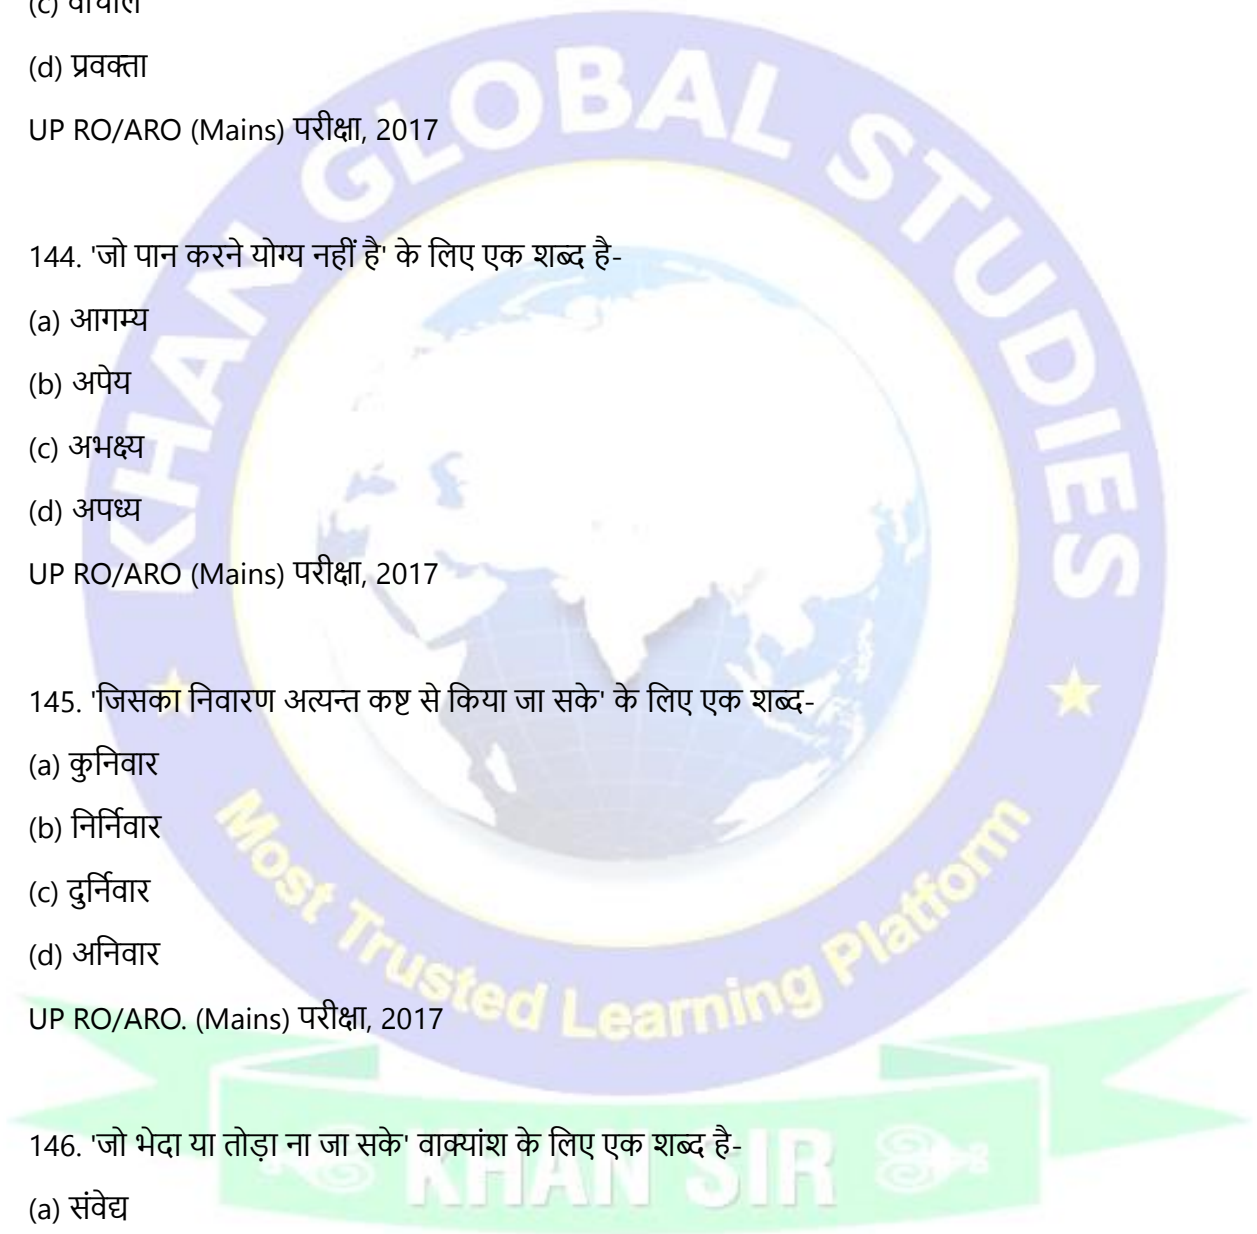 (c) वाचाल
(d) प्रवक्ता
UP RO/ARO (Mains) परीक्षा, 2017
144. 'जो पान करने योग्य नहीं है' के लिए एक शब्द है-
(a) आगम्य
(b) अपेय
(c) अभक्ष्य
(d) अपध्य
UP RO/ARO (Mains) परीक्षा, 2017
145. 'जिसका निवारण अत्यन्त कष्ट से किया जा सके' के लिए एक शब्द-
(a) कुनिवार
(b) निर्निवार
(c) दुर्निवार
(d) अनिवार
UP RO/ARO. (Mains) परीक्षा, 2017
146. 'जो भेदा या तोड़ा ना जा सके' वाक्यांश के लिए एक शब्द है-
(a) संवेद्य
KHAN GLOBAL STUDIES
Most Trusted Learning Platform
KHAN SIR